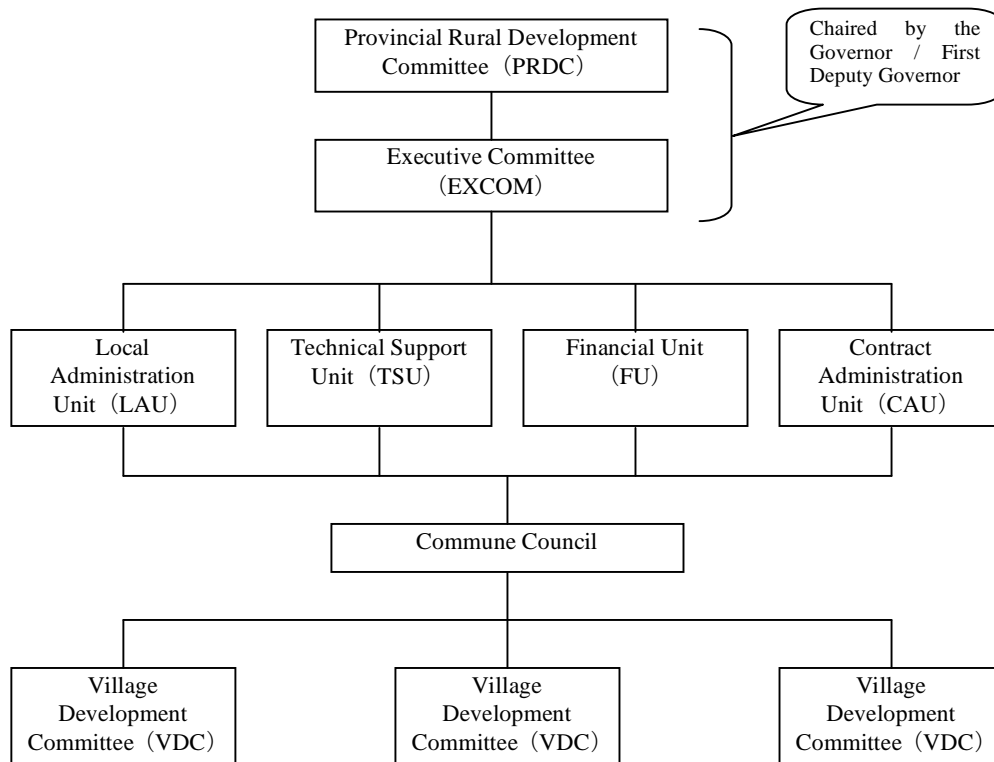 Provincial Rural Development
Committee（PRDC）
Chaired by the
Governor / First
Deputy Governor
Executive Committee
（EXCOM）
Local
Administration
Unit（LAU）
Technical Support
Unit（TSU）
Financial Unit
（FU）
Contract
Administration
Unit（CAU）
Commune Council
Village
Development
Committee（VDC）
Village
Development
Committee（VDC）
Village
Development
Committee（VDC）